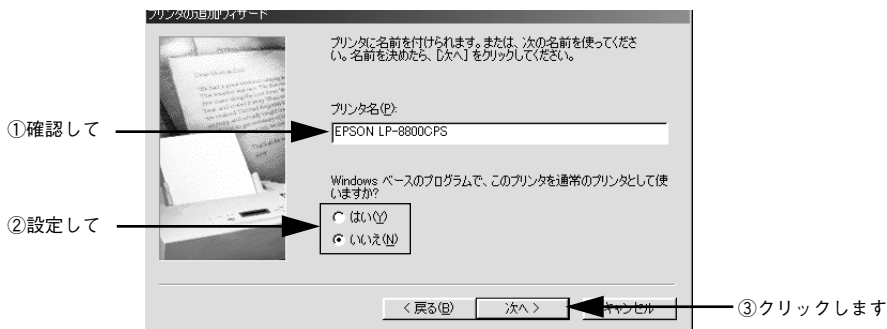 プリンタの追加ウィザード
プリンタに名前を付けられます。または、次の名前を使ってくださ
い。名前を決めたら、[次へ] をクリックしてください。
プリンタ名(P):
①確認して
EPSON LP-8800CPS
Windows ベースのプログラムで、このプリンタを通常のプリンタとして使
いますか?
②設定して
はい(Y)
いいえ(N)
< 戻る(B)
次へ >
キャンセル
③クリックします